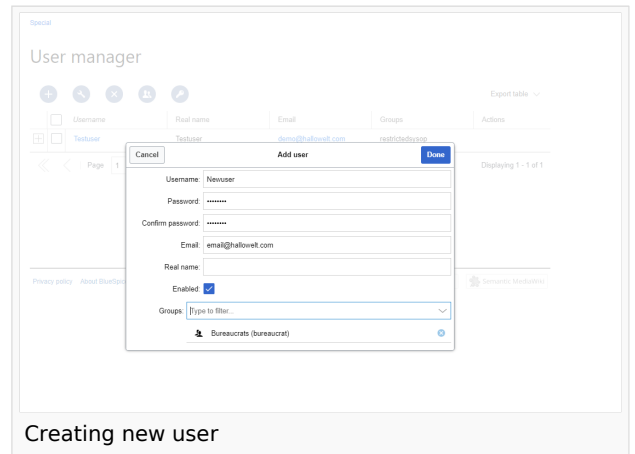 Special
User manager
Export table
Username Real name Email Groups Actions
Testuser Testuser demo@hallowelt.com restrictedsysop
Page 1
Displaying 1 - 1 of 1
Cancel Add user Done
Username: Newuser
Password: ••••••••
Confirm password: ••••••••
Email: email@hallowelt.com
Real name:
Enabled:
Groups: Type to filter...
Bureaucrats (bureaucrat)
Privacy policy About
Semantic MediaWiki
Creating new user